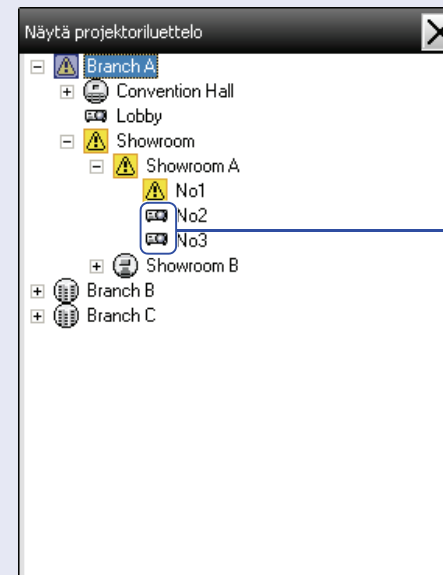 Näytä projektoriluettelo
Branch A
Convention Hall
Lobby
Showroom
Showroom A
No1
No2
No3
Showroom B
Branch B
Branch C